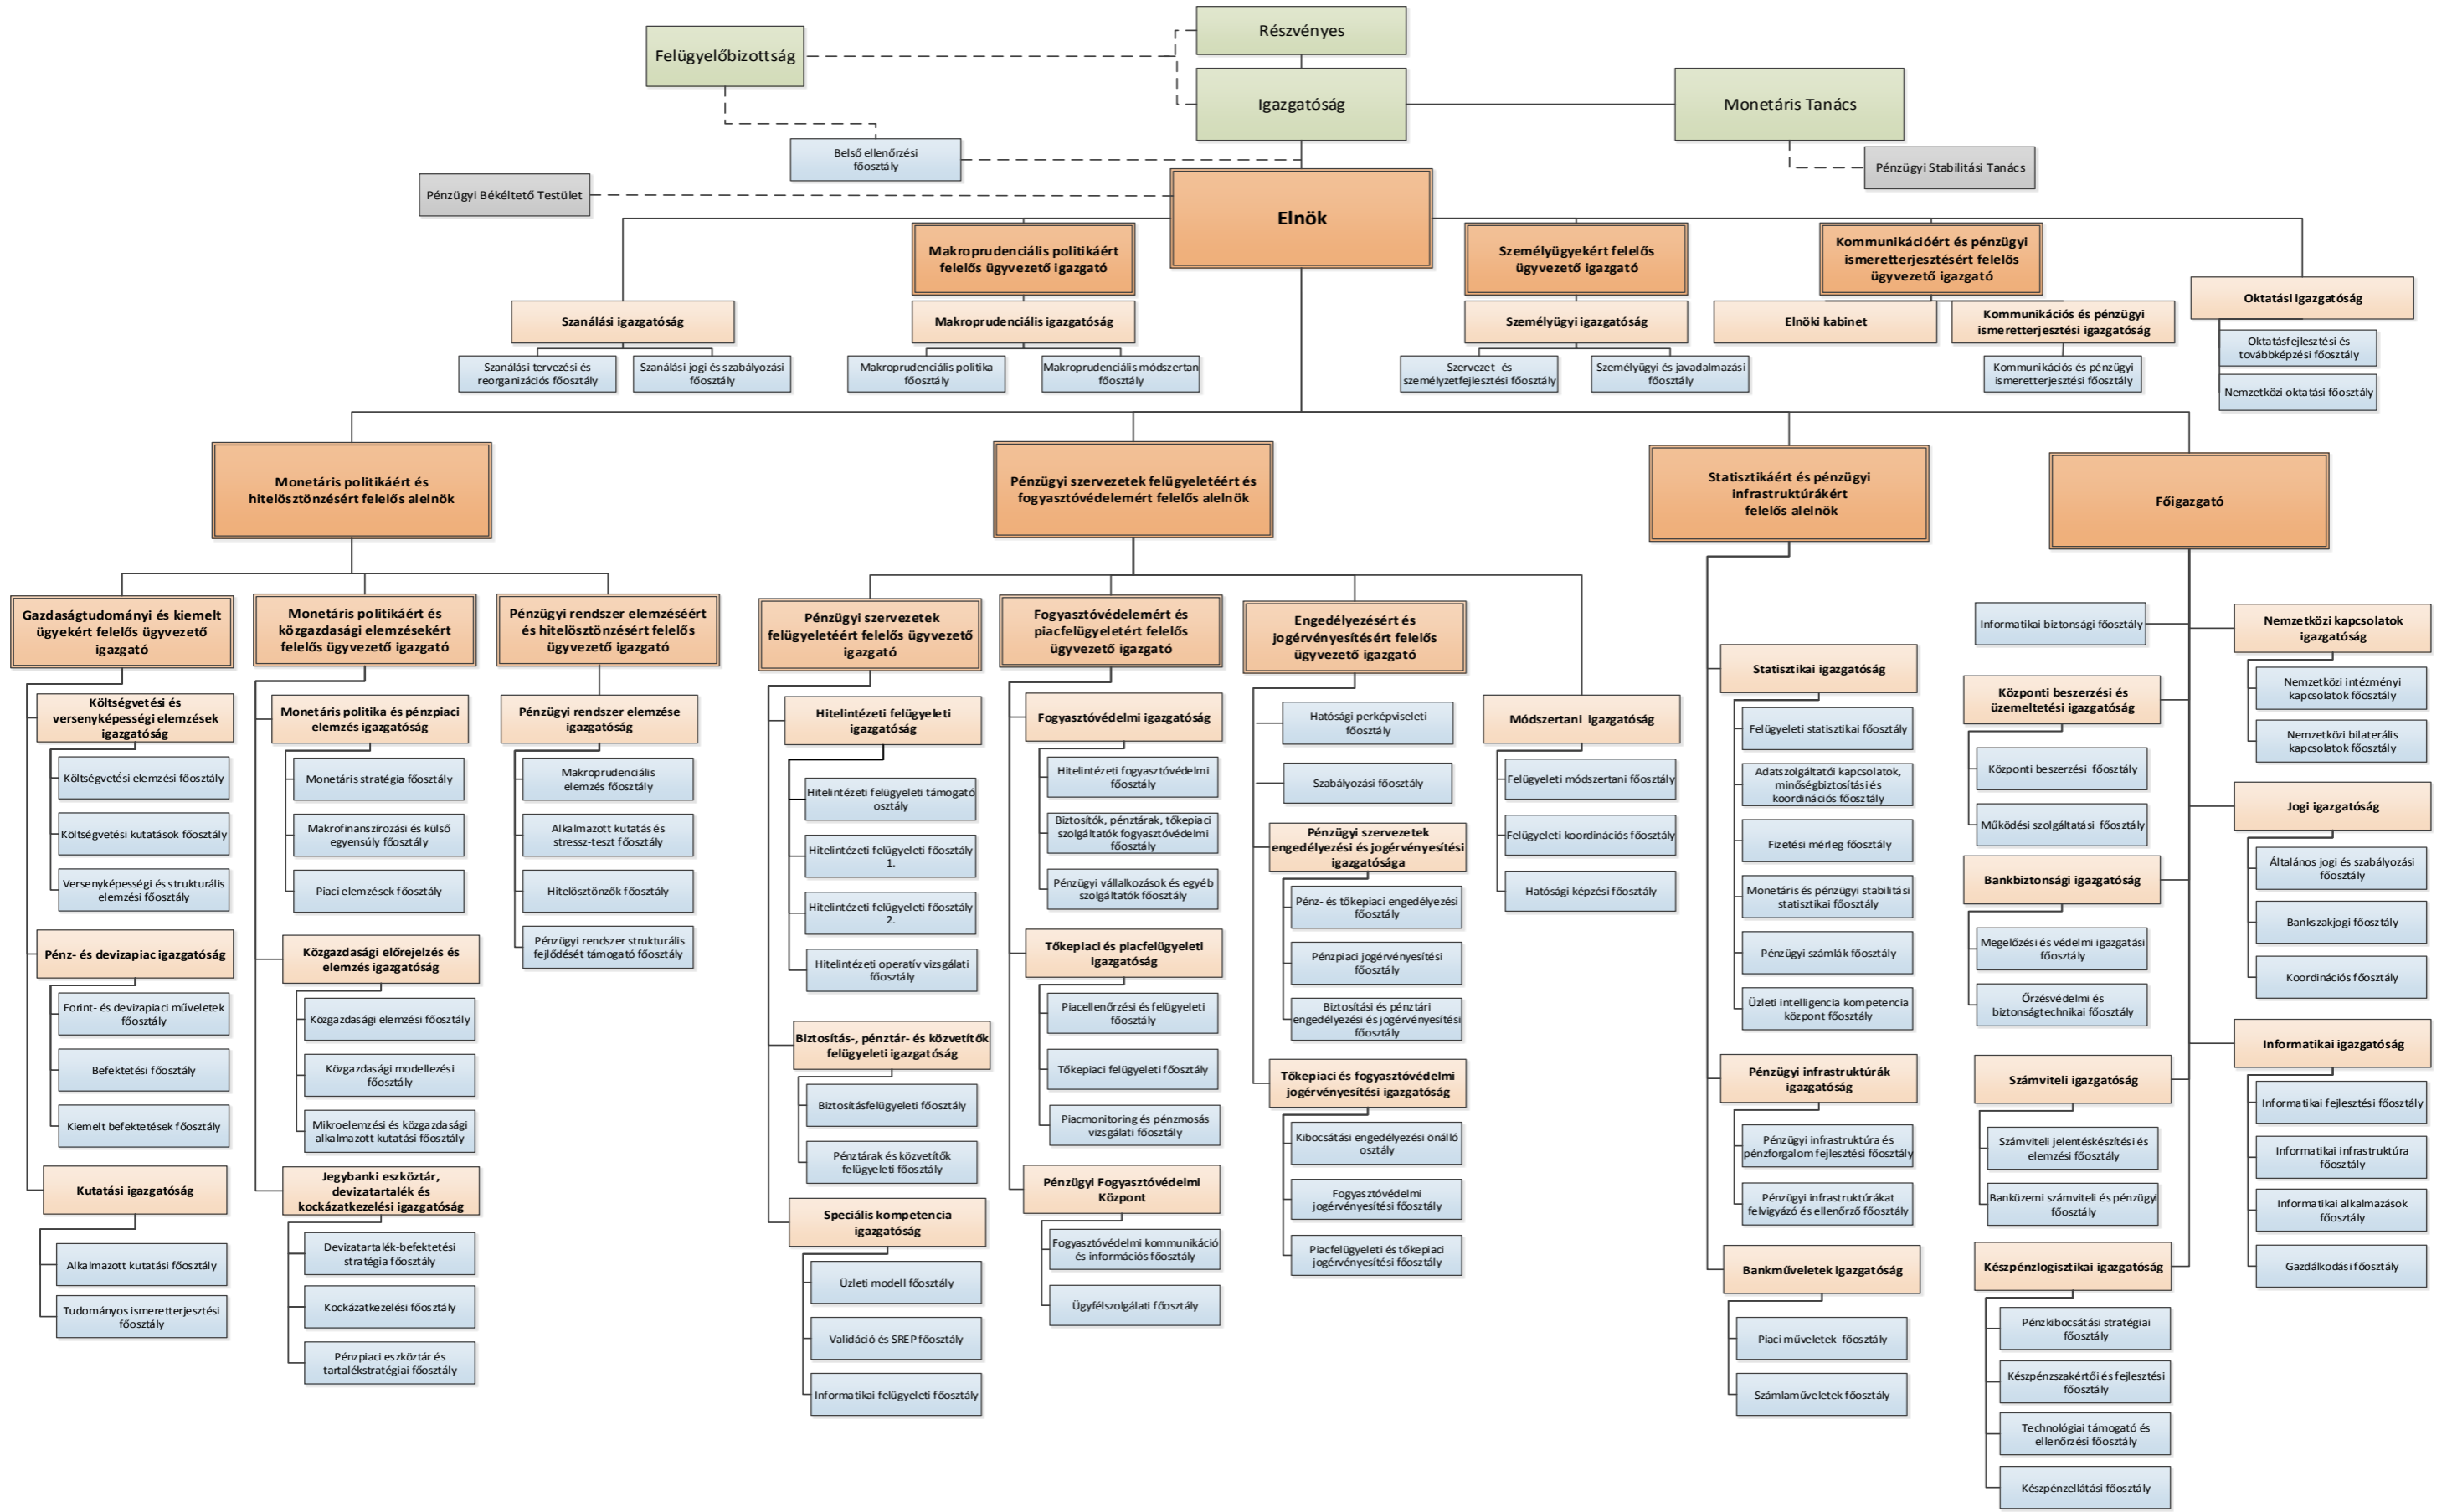 Részvényes
Felügyelőbizottság
Igazgatóság
Monetáris Tanács
Belső ellenőrzési
főosztály
Pénzügyi Stabilitási Tanács
Pénzügyi Békéltető Testület
Elnök
Makroprudenciális politikáért
felelős ügyvezető igazgató
Személyügyekért felelős
ügyvezető igazgató
Kommunikációért és pénzügyi
ismeretterjesztésért felelős
ügyvezető igazgató
Szanálási igazgatóság
Makroprudenciális igazgatóság
Személyügyi igazgatóság
Elnöki kabinet
Kommunikációs és pénzügyi
ismeretterjesztési igazgatóság
Oktatási igazgatóság
Szanálási tervezési és
reorganizációs főosztály
Szanálási jogi és szabályozási
főosztály
Makroprudenciális politika
főosztály
Makroprudenciális módszertan
főosztály
Szervezet- és
személyzetfejlesztési főosztály
Személyügyi és javadalmazási
főosztály
Kommunikációs és pénzügyi
ismeretterjesztési főosztály
Oktatásfejlesztési és
továbbképzési főosztály
Nemzetközi oktatási főosztály
Monetáris politikáért és
hitelösztönzésért felelős alelnök
Pénzügyi szervezetek felügyeletéért és
fogyasztóvédelemért felelős alelnök
Statisztikáért és pénzügyi
infrastruktúrákért
felelős alelnök
Főigazgató
Gazdaságtudományi és kiemelt
ügyekért felelős ügyvezető
igazgató
Költségvetési és
versenyképességi elemzések
igazgatóság
Költségvetési elemzési főosztály
Költségvetési kutatások főosztály
Versenyképességi és strukturális
elemzési főosztály
Pénz- és devizapiac igazgatóság
Forint- és devizapiaci műveletek
főosztály
Befektetési főosztály
Kiemelt befektetések főosztály
Kutatási igazgatóság
Alkalmazott kutatási főosztály
Tudományos ismeretterjesztési
főosztály
Monetáris politikáért és
közgazdasági elemzésekért
felelős ügyvezető igazgató
Monetáris politika és pénzpiaci
elemzés igazgatóság
Monetáris stratégia főosztály
Makrofinanszírozási és külső
egyensúly főosztály
Piaci elemzések főosztály
Közgazdasági előrejelzés és
elemzés igazgatóság
Közgazdasági elemzési főosztály
Közgazdasági modellezési
főosztály
Mikroelemzési és közgazdasági
alkalmazott kutatási főosztály
Jegybanki eszköztár,
devizatartalék és
kockázatkezelési igazgatóság
Devizatartalék-befektetési
stratégia főosztály
Kockázatkezelési főosztály
Pénzpiaci eszköztár és
tartalékstratégiai főosztály
Pénzügyi rendszer elemzéséért
és hitelösztönzésért felelős
ügyvezető igazgató
Pénzügyi rendszer elemzése
igazgatóság
Makroprudenciális
elemzés főosztály
Alkalmazott kutatás és
stressz-teszt főosztály
Hitelösztönzők főosztály
Pénzügyi rendszer strukturális
fejlődését támogató főosztály
Pénzügyi szervezetek
felügyeletéért felelős ügyvezető
igazgató
Hitelintézeti felügyeleti
igazgatóság
Hitelintézeti felügyeleti támogató
osztály
Hitelintézeti felügyeleti főosztály
1.
Hitelintézeti felügyeleti főosztály
2.
Hitelintézeti operatív vizsgálati
főosztály
Biztosítás-, pénztár- és közvetítők
felügyeleti igazgatóság
Biztosításfelügyeleti főosztály
Pénztárak és közvetítők
felügyeleti főosztály
Speciális kompetencia
igazgatóság
Üzleti modell főosztály
Validáció és SREP főosztály
Informatikai felügyeleti főosztály
Fogyasztóvédelemért és
piacfelügyeletért felelős
ügyvezető igazgató
Fogyasztóvédelmi igazgatóság
Hitelintézeti fogyasztóvédelmi
főosztály
Biztosítók, pénztárak, tőkepiaci
szolgáltatók fogyasztóvédelmi
főosztály
Pénzügyi vállalkozások és egyéb
szolgáltatók főosztály
Tőkepiaci és piacfelügyeleti
igazgatóság
Piacellenőrzési és felügyeleti
főosztály
Tőkepiaci felügyeleti főosztály
Piacmonitoring és pénzmosás
vizsgálati főosztály
Pénzügyi Fogyasztóvédelmi
Központ
Fogyasztóvédelmi kommunikáció
és információs főosztály
Ügyfélszolgálati főosztály
Engedélyezésért és
jogérvényesítésért felelős
ügyvezető igazgató
Hatósági perképviseleti
főosztály
Szabályozási főosztály
Pénzügyi szervezetek
engedélyezési és jogérvényesítési
igazgatósága
Pénz- és tőkepiaci engedélyezési
főosztály
Pénzpiaci jogérvényesítési
főosztály
Biztosítási és pénztári
engedélyezési és jogérvényesítési
főosztály
Tőkepiaci és fogyasztóvédelmi
jogérvényesítési igazgatóság
Kibocsátási engedélyezési önálló
osztály
Fogyasztóvédelmi
jogérvényesítési főosztály
Piacfelügyeleti és tőkepiaci
jogérvényesítési főosztály
Módszertani igazgatóság
Felügyeleti módszertani főosztály
Felügyeleti koordinációs főosztály
Hatósági képzési főosztály
Statisztikai igazgatóság
Felügyeleti statisztikai főosztály
Adatszolgáltatói kapcsolatok,
minőségbiztosítási és
koordinációs főosztály
Fizetési mérleg főosztály
Monetáris és pénzügyi stabilitási
statisztikai főosztály
Pénzügyi számlák főosztály
Üzleti intelligencia kompetencia
központ főosztály
Pénzügyi infrastruktúrák
igazgatóság
Pénzügyi infrastruktúra és
pénzforgalom fejlesztési főosztály
Pénzügyi infrastruktúrákat
felvigyázó és ellenőrző főosztály
Bankműveletek igazgatóság
Piaci műveletek főosztály
Számlaműveletek főosztály
Informatikai biztonsági főosztály
Központi beszerzési és
üzemeltetési igazgatóság
Központi beszerzési főosztály
Működési szolgáltatási főosztály
Bankbiztonsági igazgatóság
Megelőzési és védelmi igazgatási
főosztály
Őrzésvédelmi és
biztonságtechnikai főosztály
Számviteli igazgatóság
Számviteli jelentéskészítési és
elemzési főosztály
Banküzemi számviteli és pénzügyi
főosztály
Készpénzlogisztikai igazgatóság
Pénzkibocsátási stratégiai
főosztály
Készpénzszakértői és fejlesztési
főosztály
Technológiai támogató és
ellenőrzési főosztály
Készpénzellátási főosztály
Nemzetközi kapcsolatok
igazgatóság
Nemzetközi intézményi
kapcsolatok főosztály
Nemzetközi bilaterális
kapcsolatok főosztály
Jogi igazgatóság
Általános jogi és szabályozási
főosztály
Bankszakjogi főosztály
Koordinációs főosztály
Informatikai igazgatóság
Informatikai fejlesztési főosztály
Informatikai infrastruktúra
főosztály
Informatikai alkalmazások
főosztály
Gazdálkodási főosztály